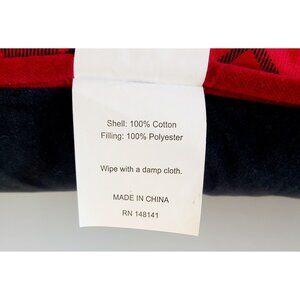 Shell: 100% Cotton
Filling: 100% Polyester
Wipe with a damp cloth.
MADE IN CHINA
RN 148141